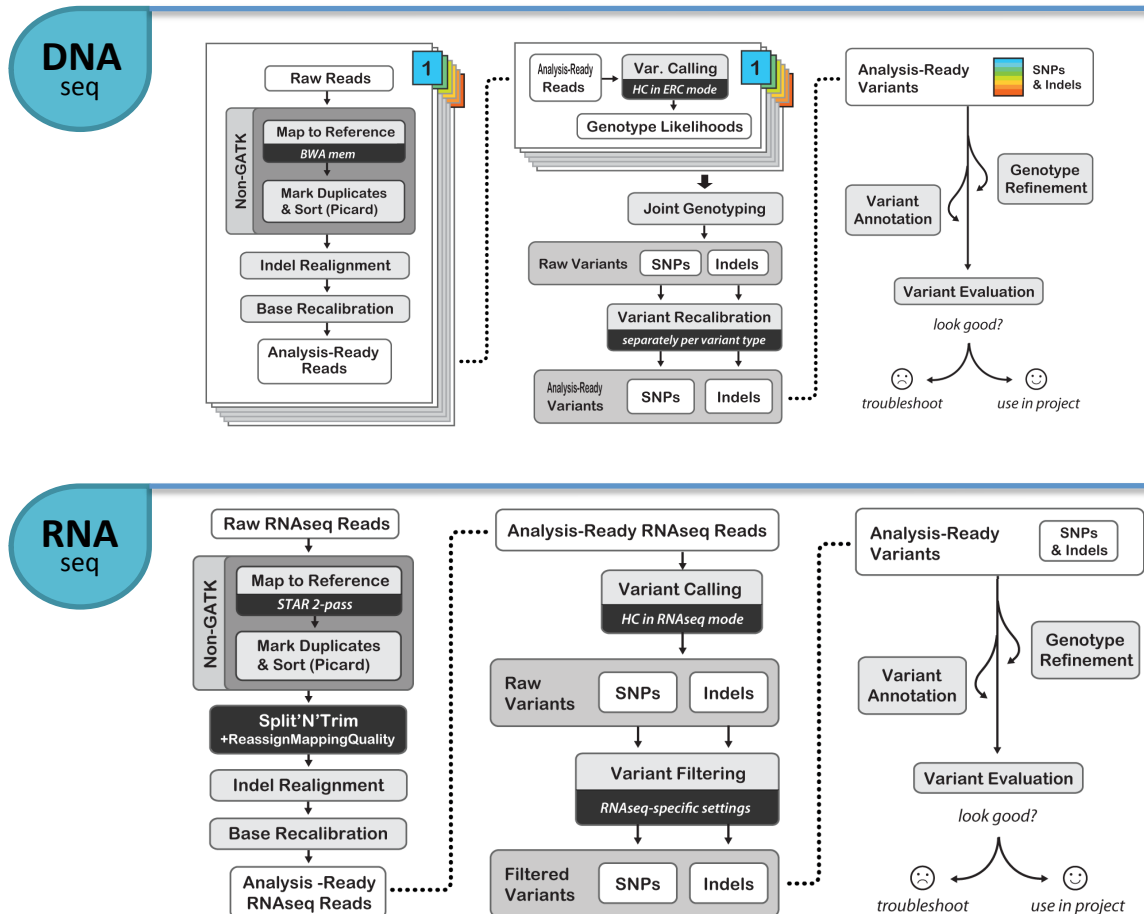 DNA
seq
1
Raw Reads
Non-GATK
Map to Reference
BWA mem
Mark Duplicates
& Sort (Picard)
Indel Realignment
Base Recalibration
Analysis-Ready
Reads
1
Analysis-Ready
Reads
Var. Calling
HC in ERC mode
Genotype Likelihoods
Joint Genotyping
Raw Variants
SNPs
Indels
Variant Recalibration
separately per variant type
Analysis-Ready
Variants
SNPs
Indels
Analysis-Ready
Variants
SNPs
& Indels
Genotype
Refinement
Variant
Annotation
Variant Evaluation
look good?
troubleshoot
use in project
RNA
seq
Raw RNAseq Reads
Non-GATK
Map to Reference
STAR 2-pass
Mark Duplicates
& Sort (Picard)
Split'N'Trim
+ReassignMappingQuality
Indel Realignment
Base Recalibration
Analysis -Ready
RNAseq Reads
Analysis-Ready RNAseq Reads
Variant Calling
HC in RNAseq mode
Raw
Variants
SNPs
Indels
Variant Filtering
RNAseq-specific settings
Filtered
Variants
SNPs
Indels
Analysis-Ready
Variants
SNPs
& Indels
Genotype
Refinement
Variant
Annotation
Variant Evaluation
look good?
troubleshoot
use in project